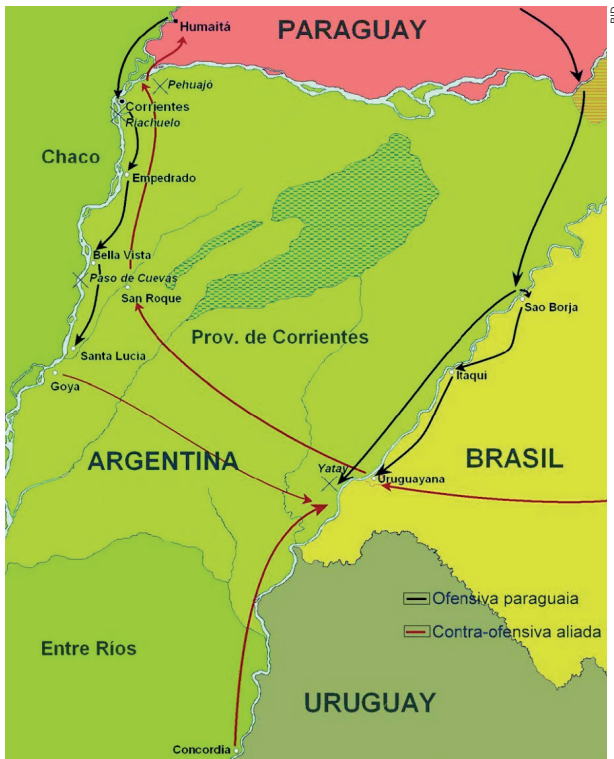 PARAGUAY
BID
Humaitá
Pehuajó
Corrientes
Riachuelo
Chaco
Empedrado
Bella Vista
Paso de Cuevas
San Roque
Sao Borja
Prov. de Corrientes
Santa Lucia
Itaqui
Goya
ARGENTINA
BRASIL
Yatay
Uruguayana
Ofensiva paraguaia
Contra-ofensiva aliada
Entre Ríos
URUGUAY
Concordia